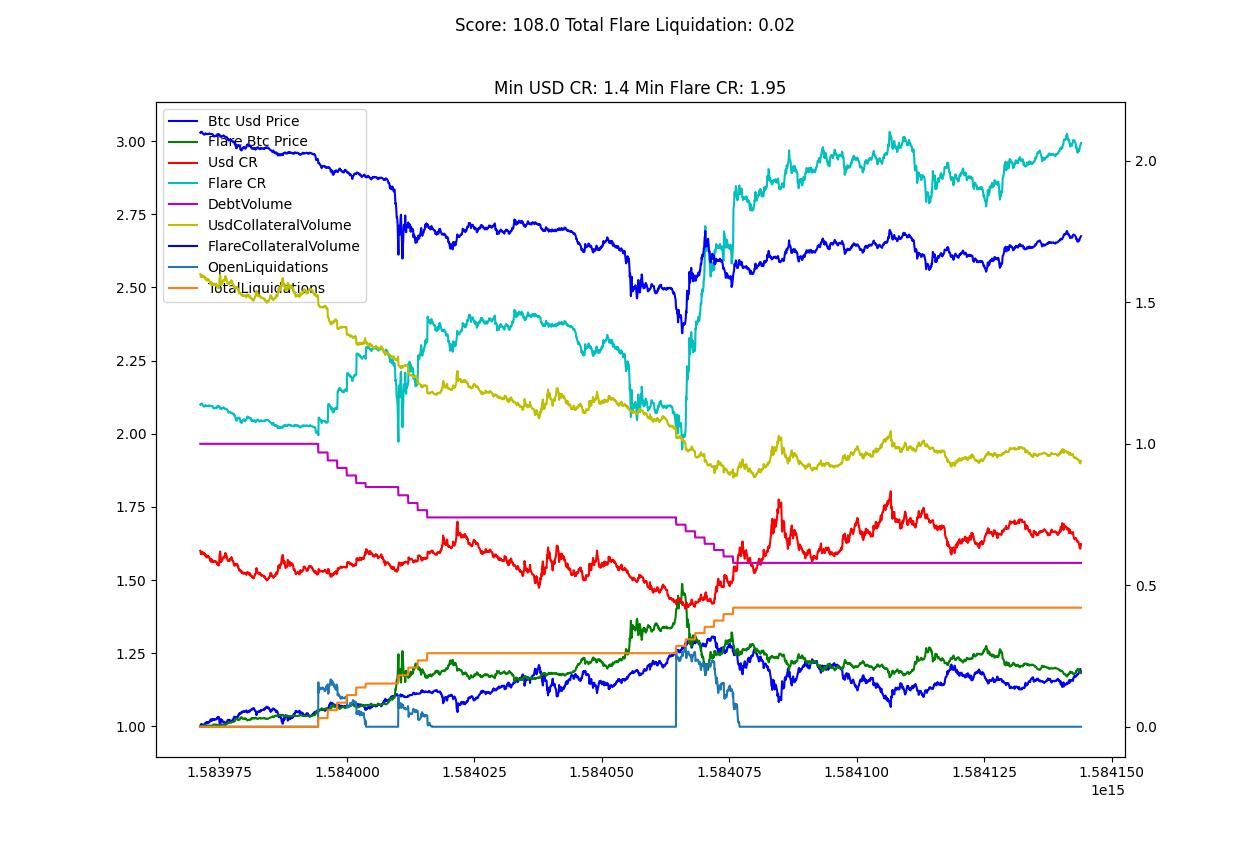 Score: 108.0 Total Flare Liquidation: 0.02
Min USD CR: 1.4 Min Flare CR: 1.95
Btc Usd Price
Flare Btc Price
Usd CR
Flare CR
DebtVolume
UsdCollateralVolume
FlareCollateralVolume
OpenLiquidations
TotalLiquidations
3.00
2.75
2.50
2.25
2.00
1.75
1.50
1.25
1.00
2.0
1.5
1.0
0.5
0.0
1.583975
1.584000
1.584025
1.584050
1.584075
1.584100
1.584125
1.584150
1e15